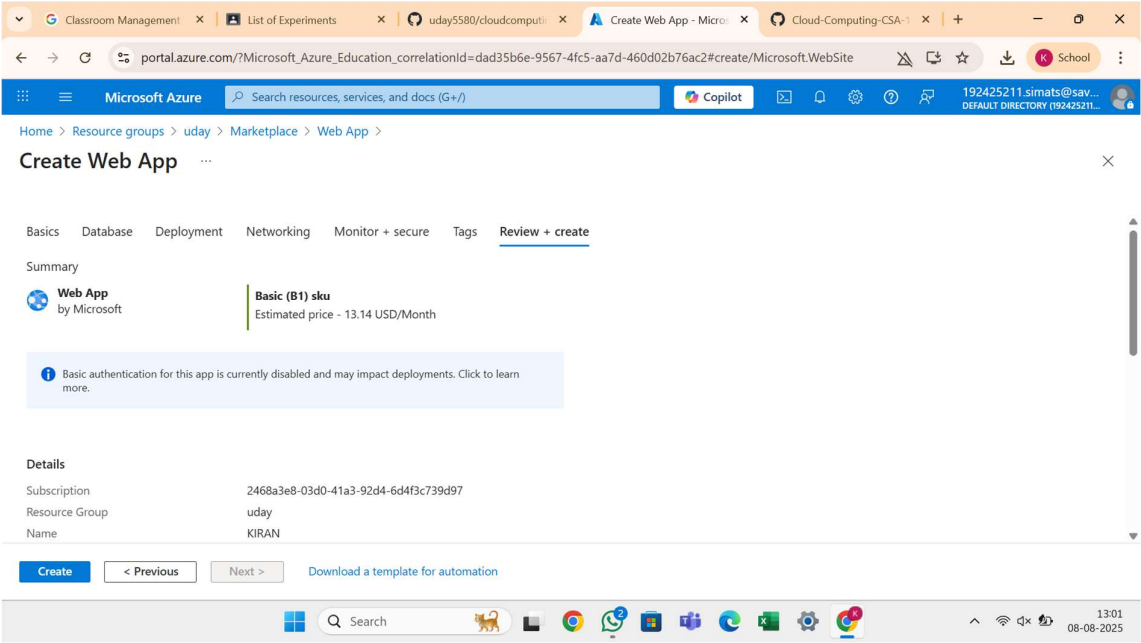 Classroom Management
List of Experiments
uday5580/cloudcomputi
Create Web App - Micros
Cloud-Computing-CSA-1
portal.azure.com/?Microsoft_Azure_Education_correlationId=dad35b6e-9567-4fc5-aa7d-460d02b76ac2#create/Microsoft.WebSite
K School
Microsoft Azure
Search resources, services, and docs (G+/)
Copilot
192425211.simats@sav...
DEFAULT DIRECTORY (192425211...
Home > Resource groups > uday > Marketplace > Web App >
Create Web App ...
Basics Database Deployment Networking Monitor + secure Tags Review + create
Summary
Web App
by Microsoft
Basic (B1) sku
Estimated price - 13.14 USD/Month
Basic authentication for this app is currently disabled and may impact deployments. Click to learn
more.
Details
Subscription 2468a3e8-03d0-41a3-92d4-6d4f3c739d97
Resource Group uday
Name KIRAN
Create < Previous Next > Download a template for automation
Search
2
K
13:01
08-08-2025